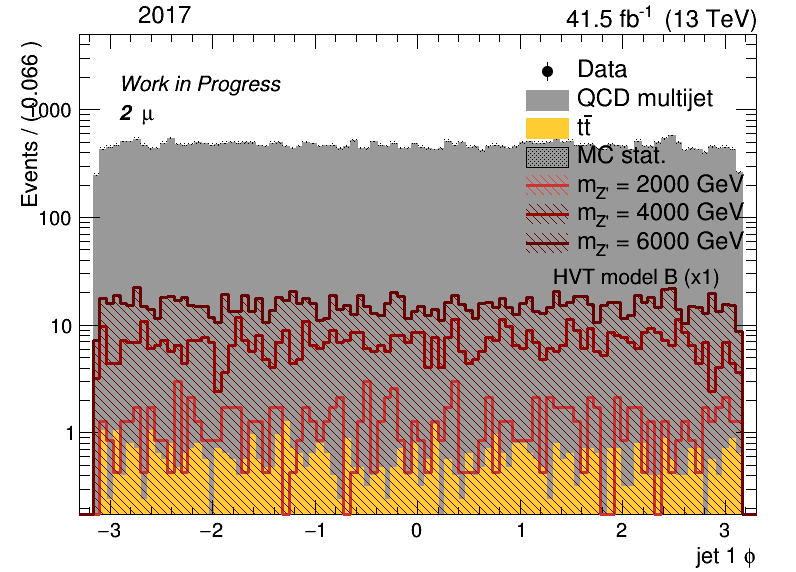 2017 41.5 fb⁻¹ (13 TeV)
Events / ( 0.066 )
Work in Progress
2 μ
Data
QCD multijet
tt̄
MC stat.
m_Z' = 2000 GeV
m_Z' = 4000 GeV
m_Z' = 6000 GeV
HVT model B (x1)
1000
100
10
1
−3 −2 −1 0 1 2 3
jet 1 ϕ